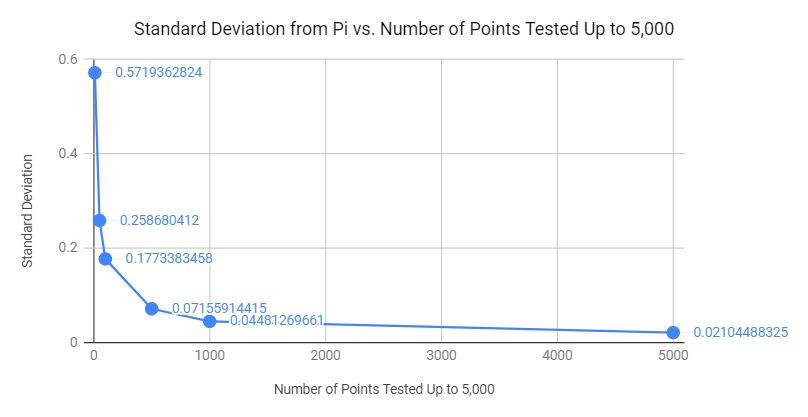 Standard Deviation from Pi vs. Number of Points Tested Up to 5,000
0.6
0.5719362824
0.4
Standard Deviation
0.258680412
0.2
0.1773383458
0.07155914415
0.04481269661
0.02104488325
0
0 1000 2000 3000 4000 5000
Number of Points Tested Up to 5,000